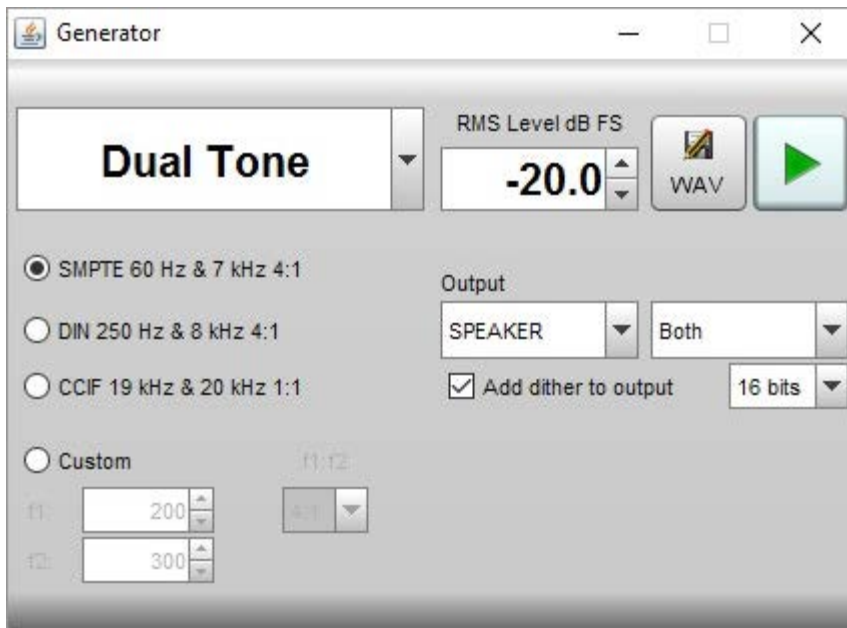 Generator
Dual Tone
RMS Level dB FS
-20.0
WAV
SMPTE 60 Hz & 7 kHz 4:1
Output
DIN 250 Hz & 8 kHz 4:1
SPEAKER
Both
CCIF 19 kHz & 20 kHz 1:1
Add dither to output
16 bits
Custom
f1:f2:
f1:
200
4:1
f2:
300